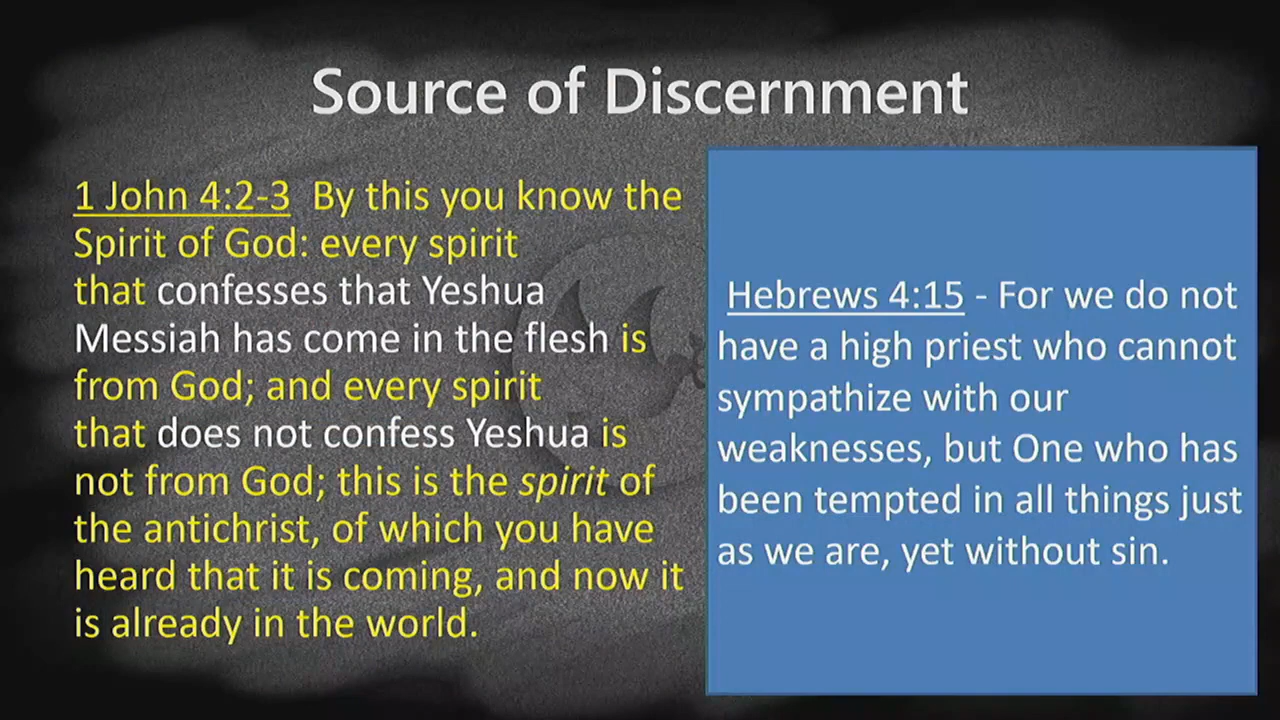 Source of Discernment
1 John 4:2-3 By this you know the
Spirit of God: every spirit
that confesses that Yeshua
Messiah has come in the flesh is
from God; and every spirit
that does not confess Yeshua is
not from God; this is the spirit of
the antichrist, of which you have
heard that it is coming, and now it
is already in the world.
Hebrews 4:15 - For we do not
have a high priest who cannot
sympathize with our
weaknesses, but One who has
been tempted in all things just
as we are, yet without sin.